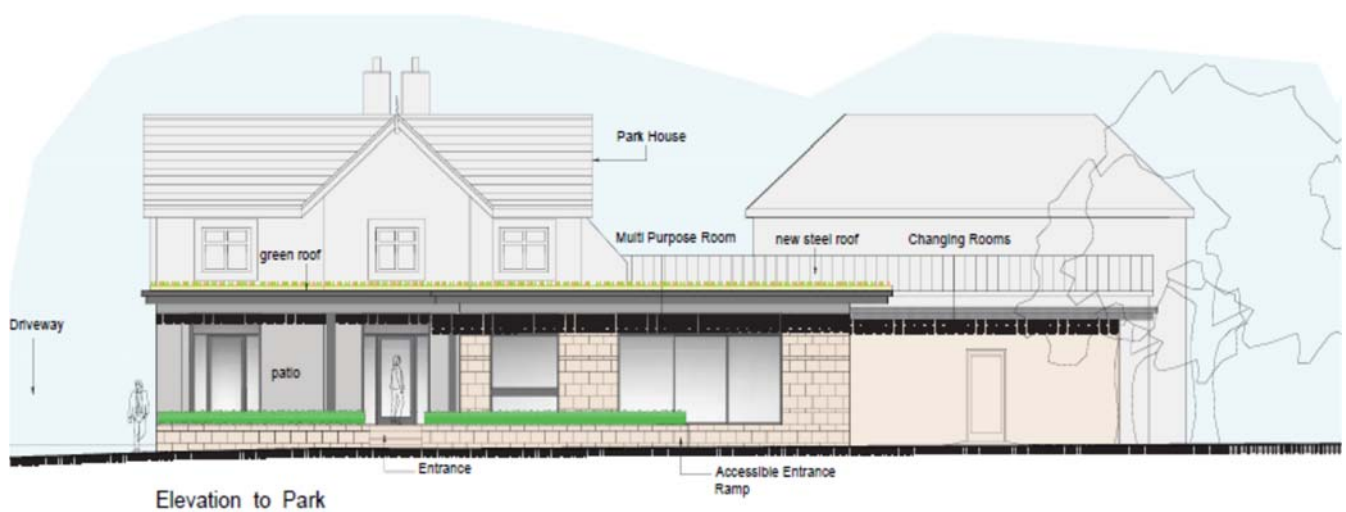 Park House
Multi Purpose Room
new steel roof
Changing Rooms
green roof
Driveway
patio
Entrance
Accessible Entrance
Ramp
Elevation to Park